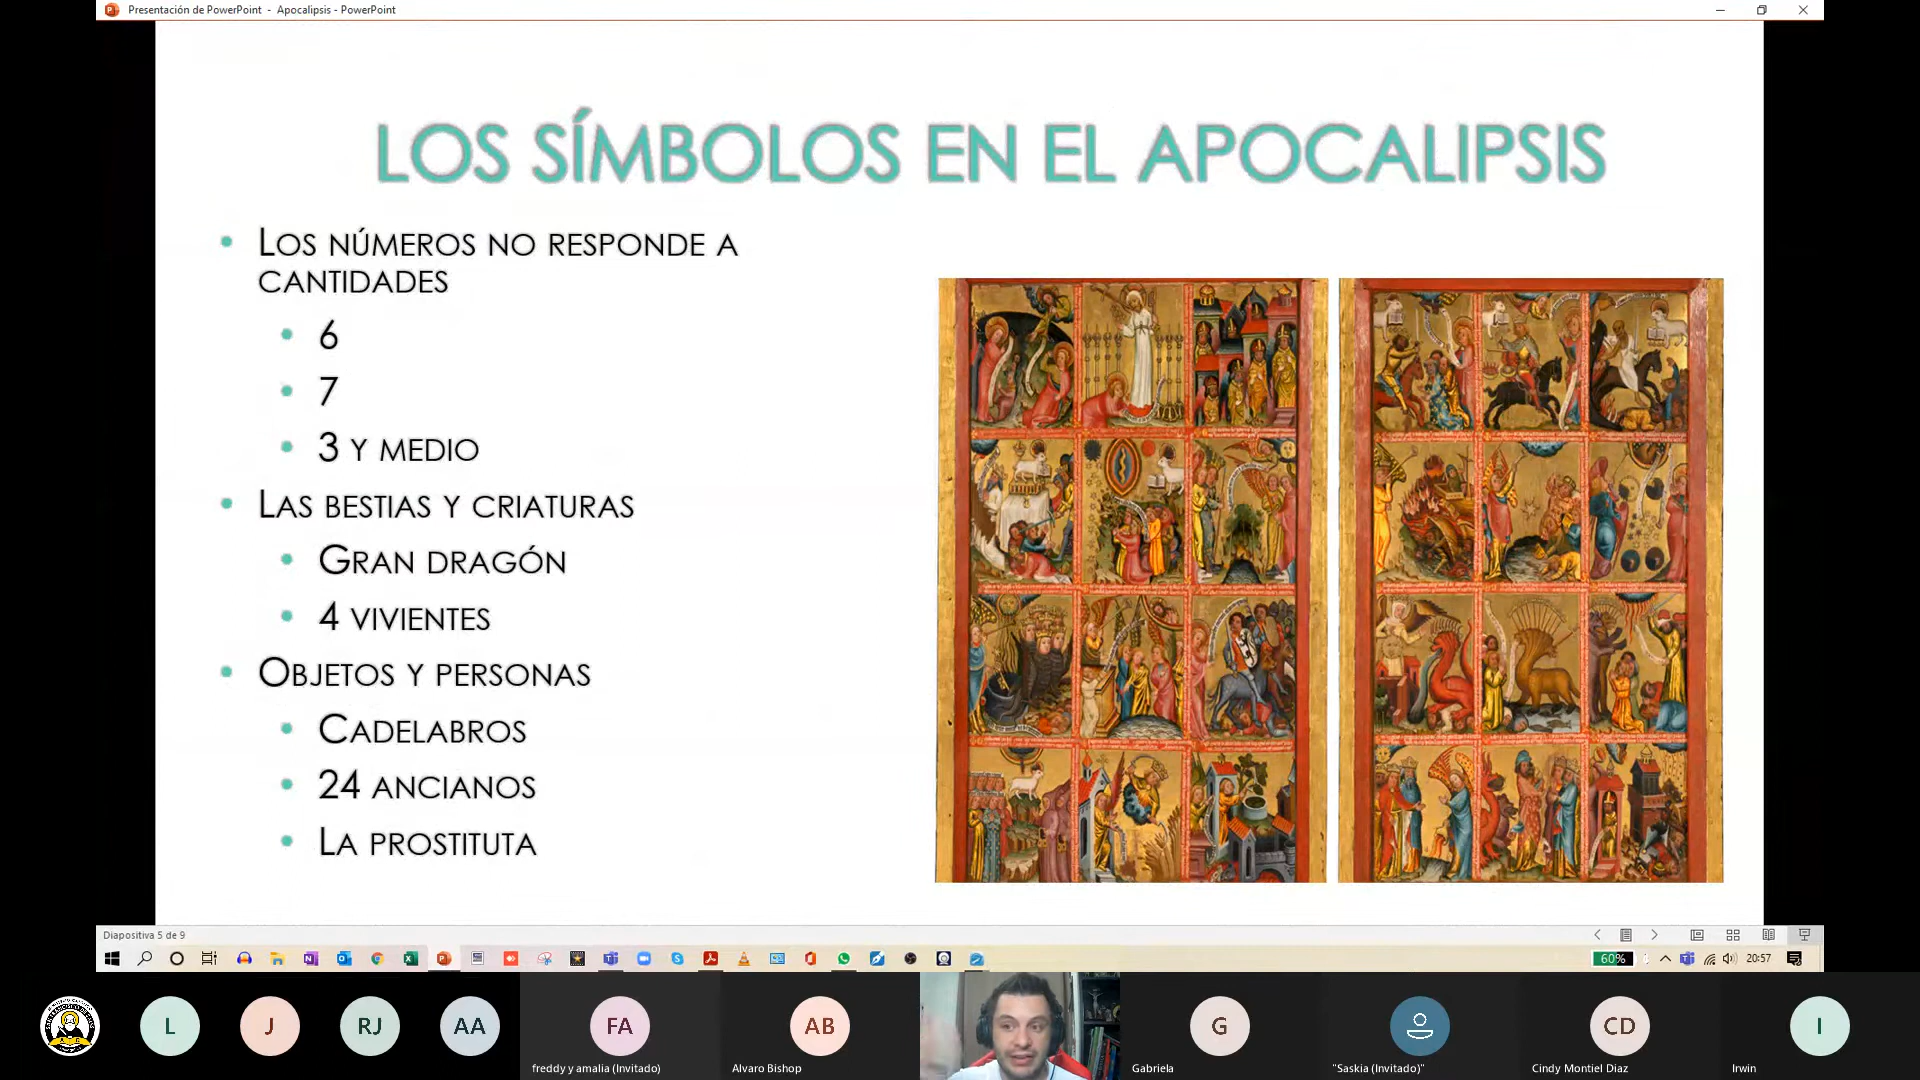 Presentación de PowerPoint - Apocalipsis - PowerPoint
LOS SÍMBOLOS EN EL APOCALIPSIS
LOS NÚMEROS NO RESPONDE A
CANTIDADES
6
7
3 Y MEDIO
LAS BESTIAS Y CRIATURAS
GRAN DRAGÓN
4 VIVIENTES
OBJETOS Y PERSONAS
CADELABROS
24 ANCIANOS
LA PROSTITUTA
Diapositiva 5 de 9
60%
20:57
L
J
RJ
AA
FA
freddy y amalia (Invitado)
AB
Alvaro Bishop
G
Gabriela
"Saskia (Invitado)"
CD
Cindy Montiel Diaz
I
Irwin